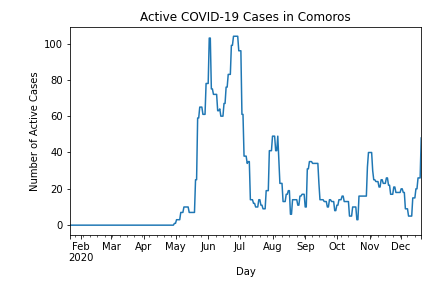 Active COVID-19 Cases in Comoros
Number of Active Cases
100
80
60
40
20
0
Feb Mar Apr May Jun Jul Aug Sep Oct Nov Dec
2020
Day